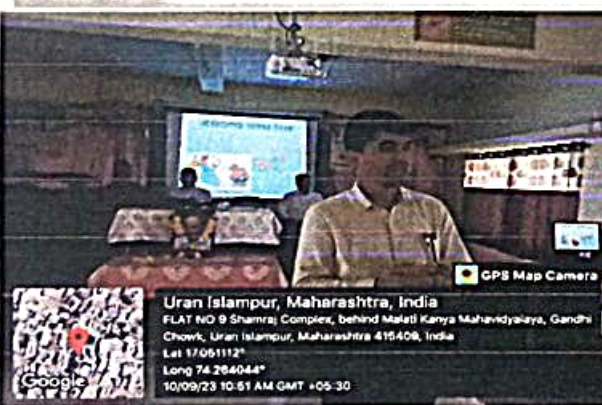 GPS Map Camera
Uran Islampur, Maharashtra, India
FLAT NO 9 Shamraj Complex, behind Malati Kanya Mahavidyalaya, Gandhi
Chowk, Uran Islampur, Maharashtra 415409, India
Lat 17.051112°
Long 74.264044°
10/09/23 10:51 AM GMT +05:30
Google